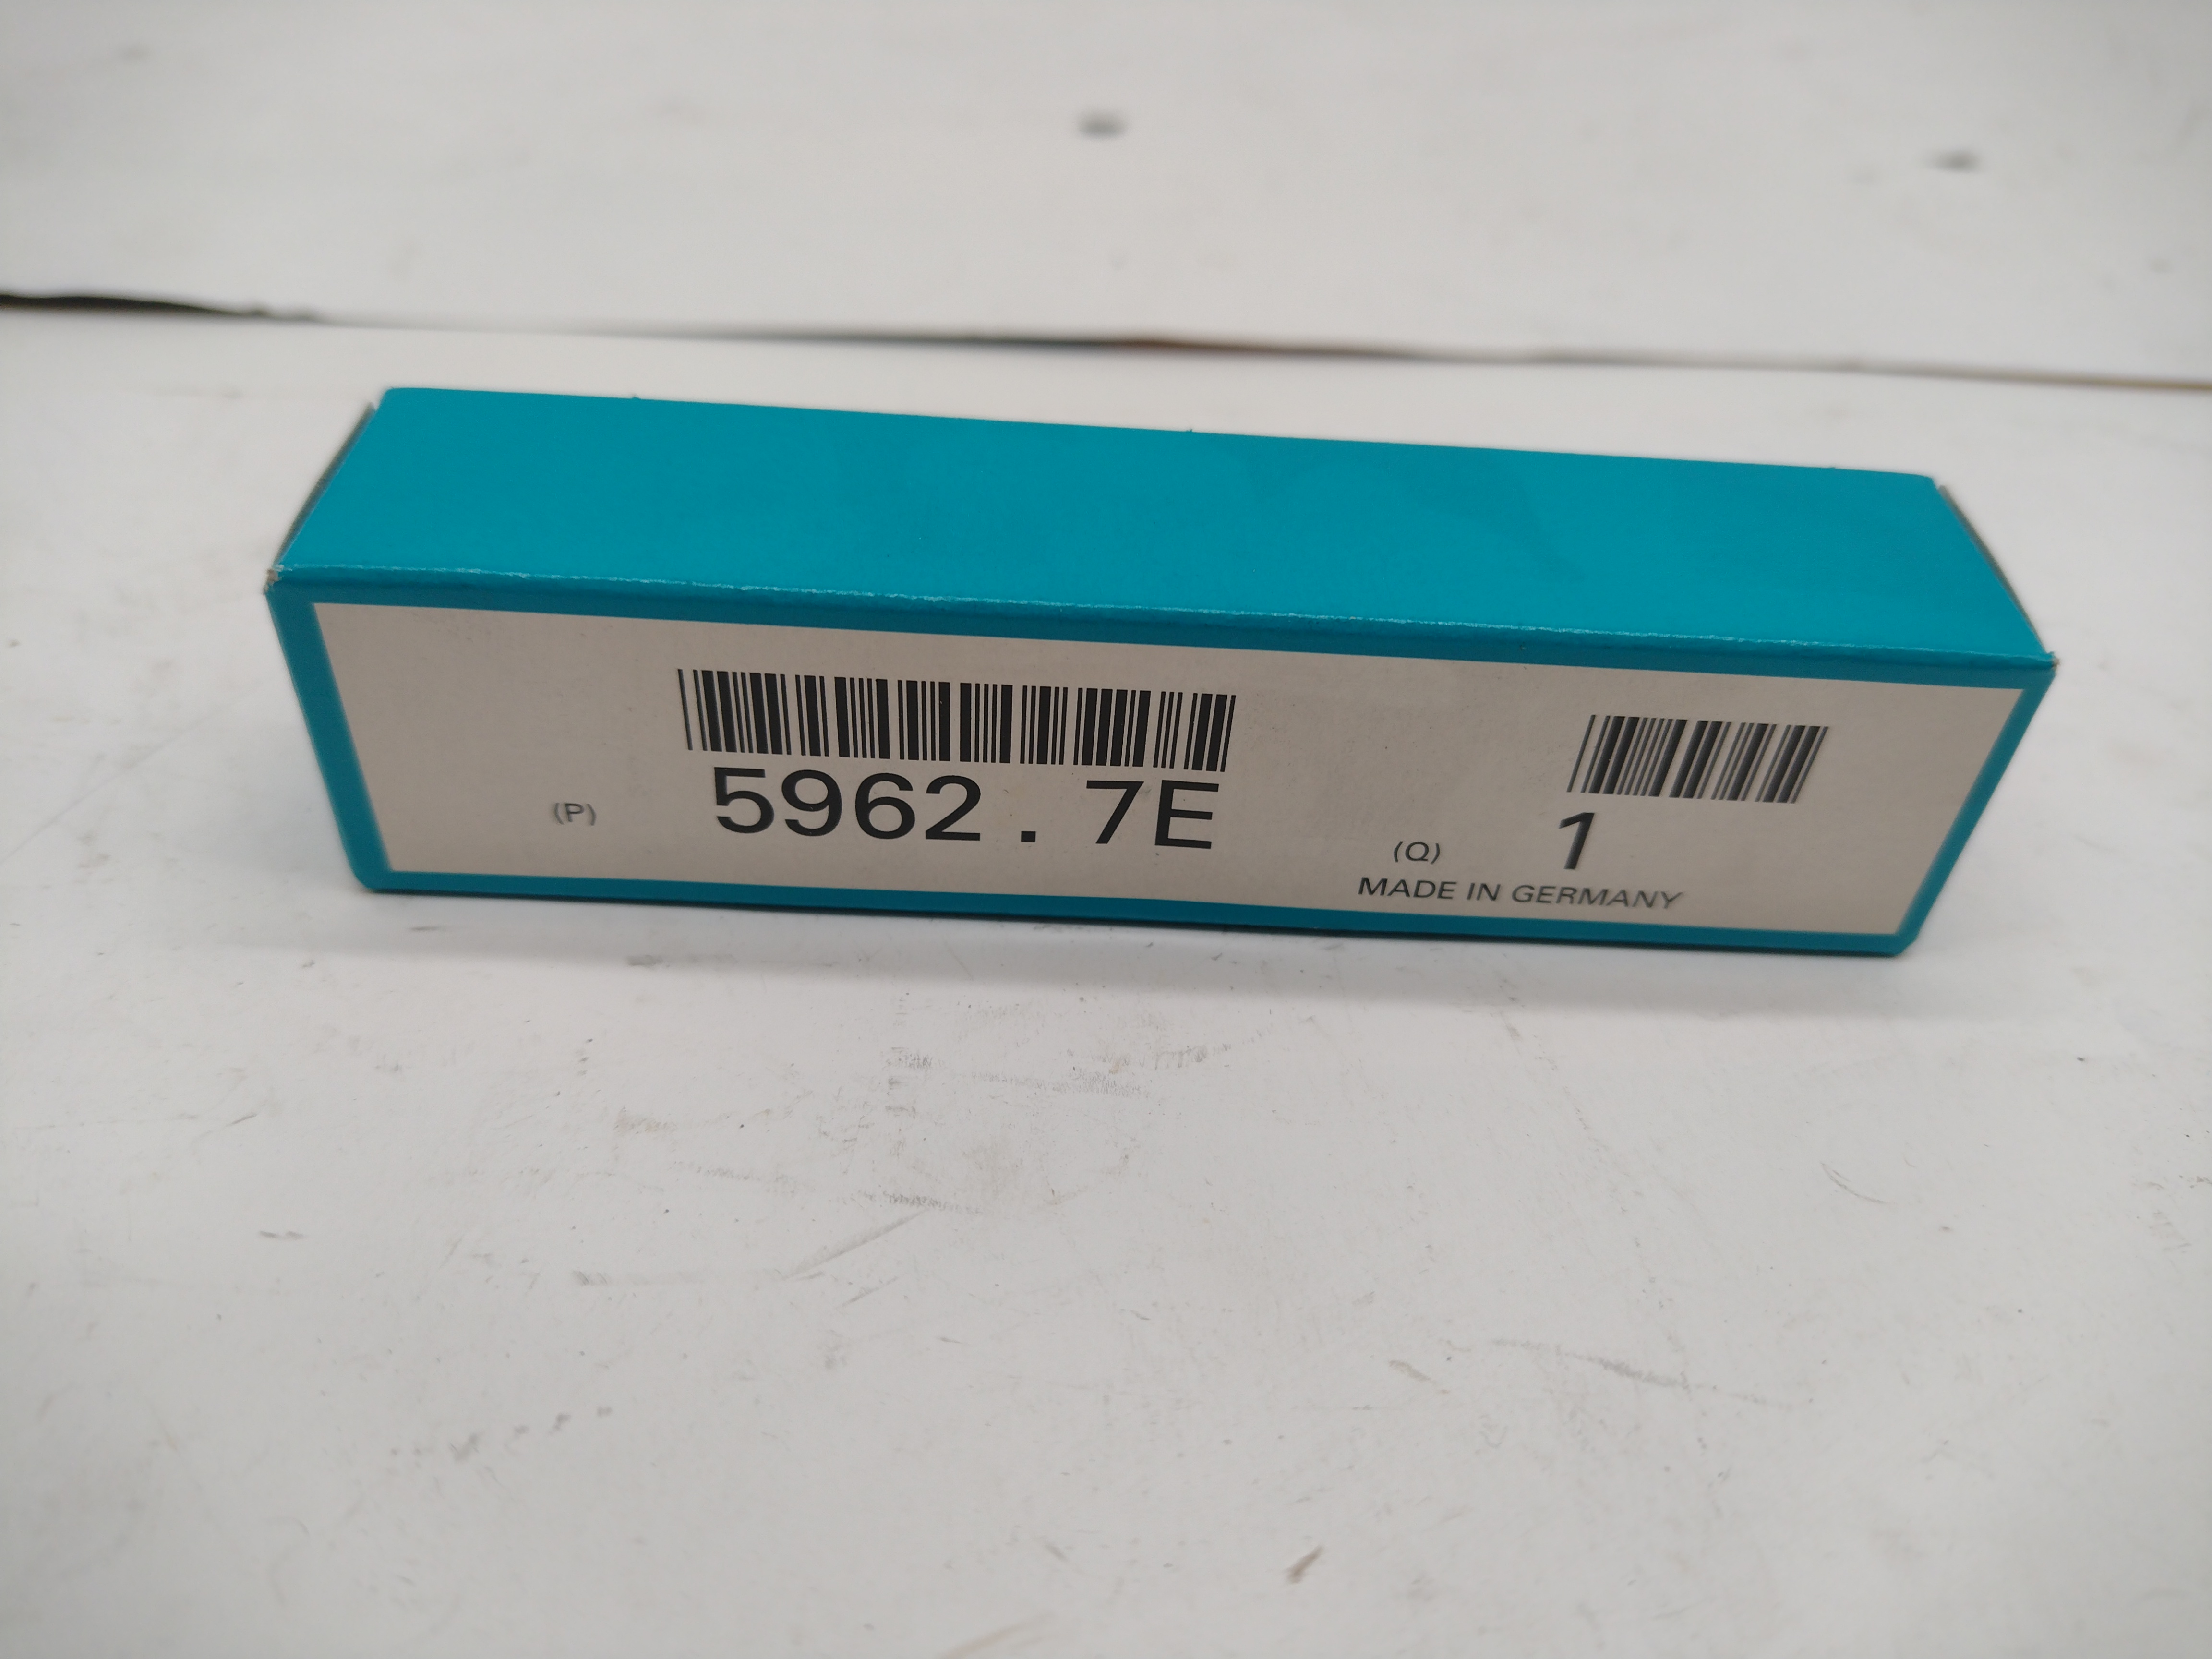 (P) 5962.7E
(Q) 1
MADE IN GERMANY